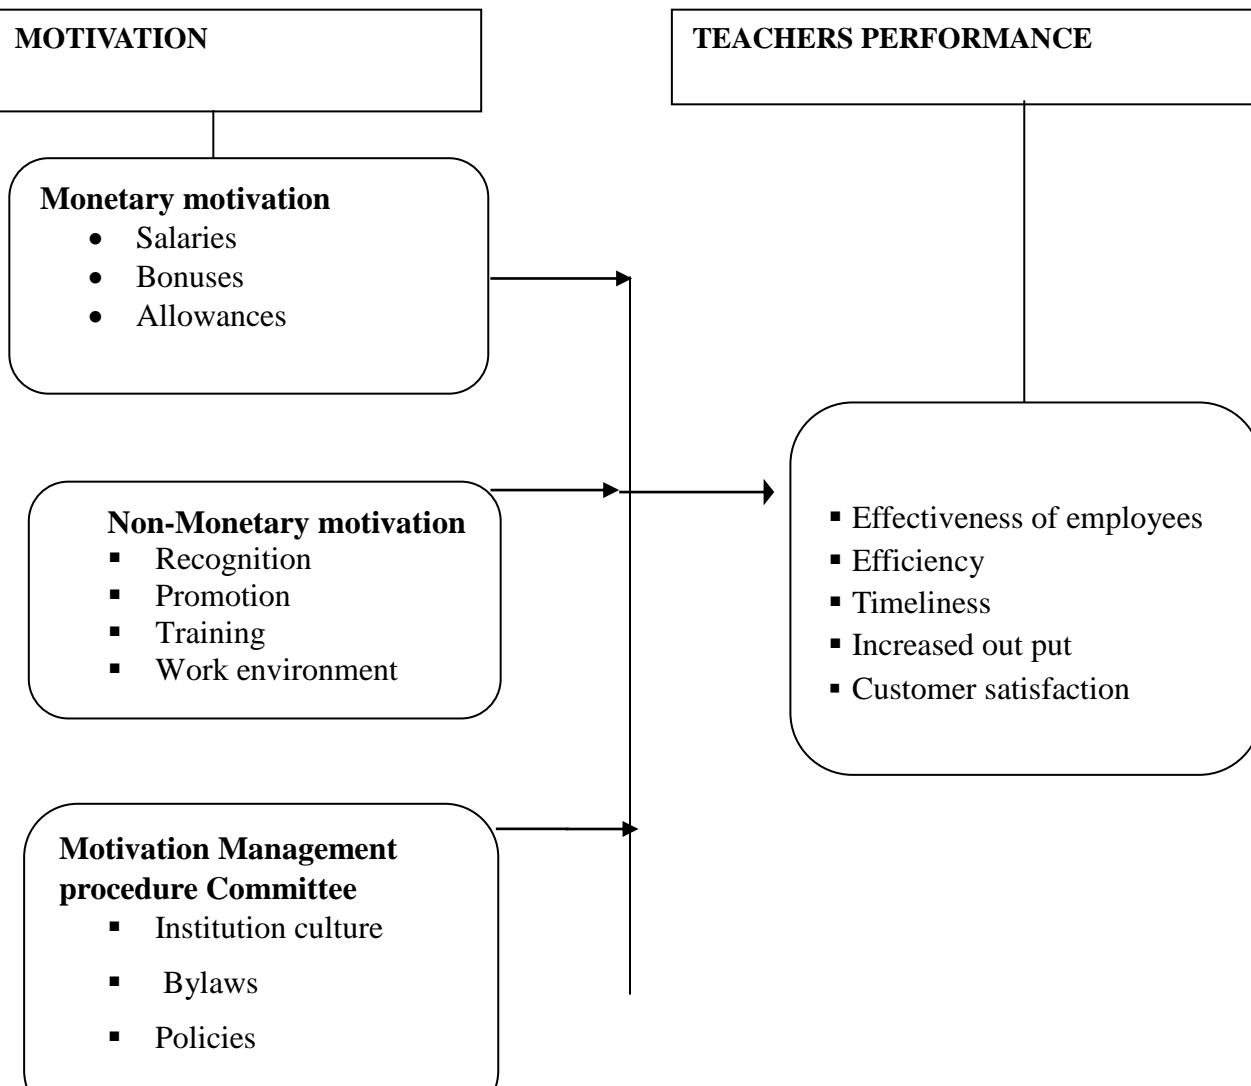 MOTIVATION
TEACHERS PERFORMANCE
Monetary motivation
• Salaries
• Bonuses
• Allowances
Non-Monetary motivation
▪ Recognition
▪ Promotion
▪ Training
▪ Work environment
▪ Effectiveness of employees
▪ Efficiency
▪ Timeliness
▪ Increased out put
▪ Customer satisfaction
Motivation Management
procedure Committee
▪ Institution culture
▪ Bylaws
▪ Policies